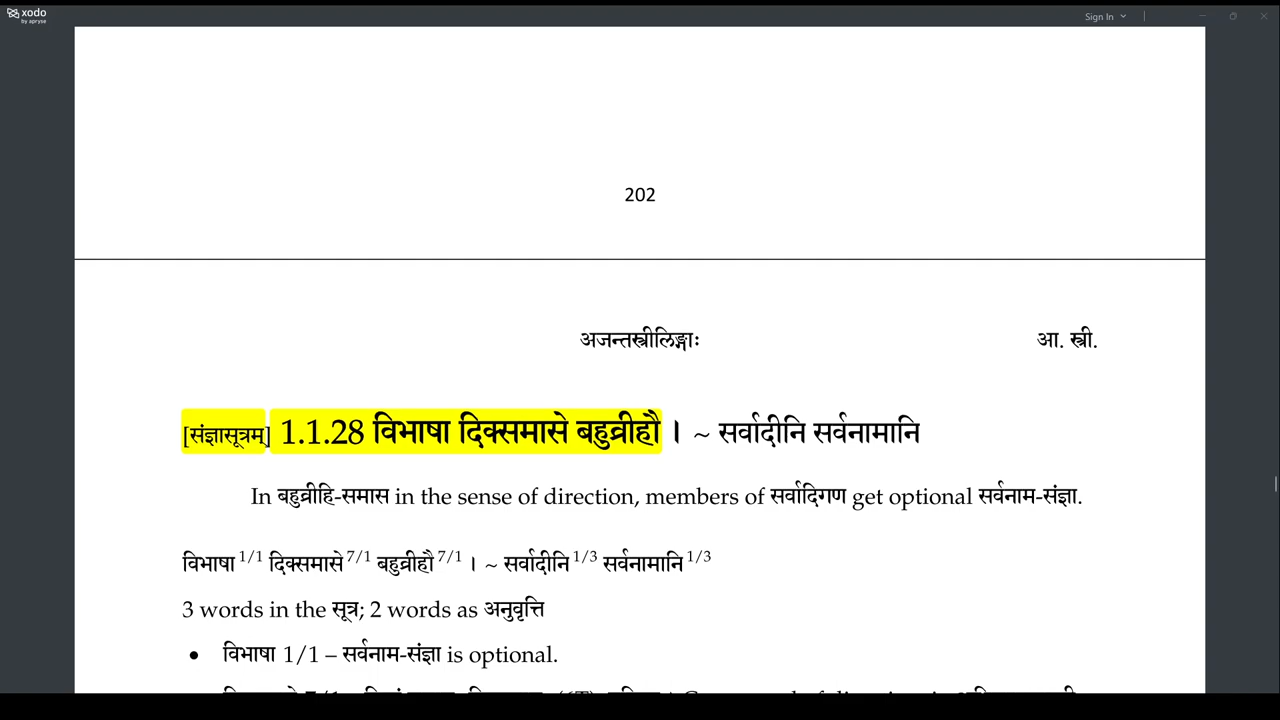 xodo
by apryse
Sign In
202
अजन्तस्त्रीलिङ्गाः
आ. स्त्री.
[संज्ञासूत्रम्] 1.1.28 विभाषा दिक्समासे बहुव्रीहौ । ~ सर्वादीनि सर्वनामानि
In बहुव्रीहि-समास in the sense of direction, members of सर्वादिगण get optional सर्वनाम-संज्ञा.
विभाषा 1/1 दिक्समासे 7/1 बहुव्रीहौ 7/1 । ~ सर्वादीनि 1/3 सर्वनामानि 1/3
3 words in the सूत्र; 2 words as अनुवृत्ति
• विभाषा 1/1 – सर्वनाम-संज्ञा is optional.